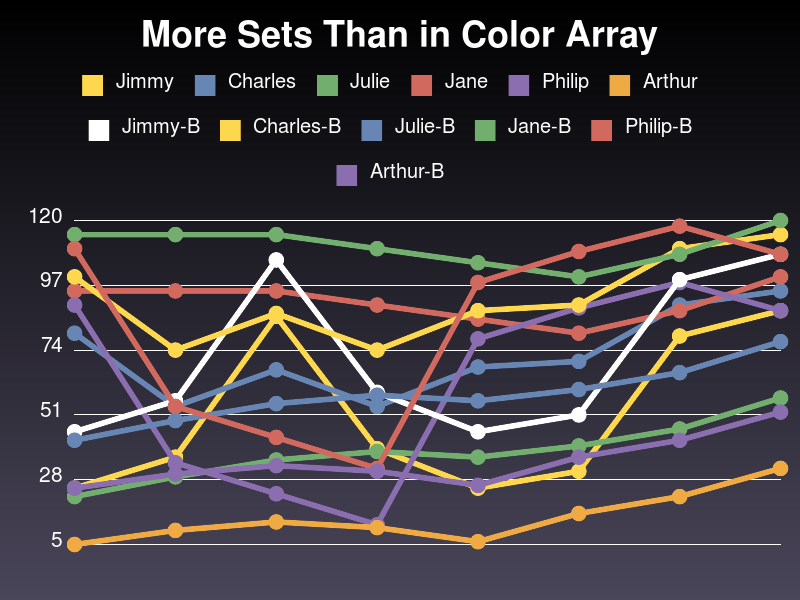 More Sets Than in Color Array
Jimmy Charles Julie Jane Philip Arthur
Jimmy-B Charles-B Julie-B Jane-B Philip-B
Arthur-B
120
97
74
51
28
5